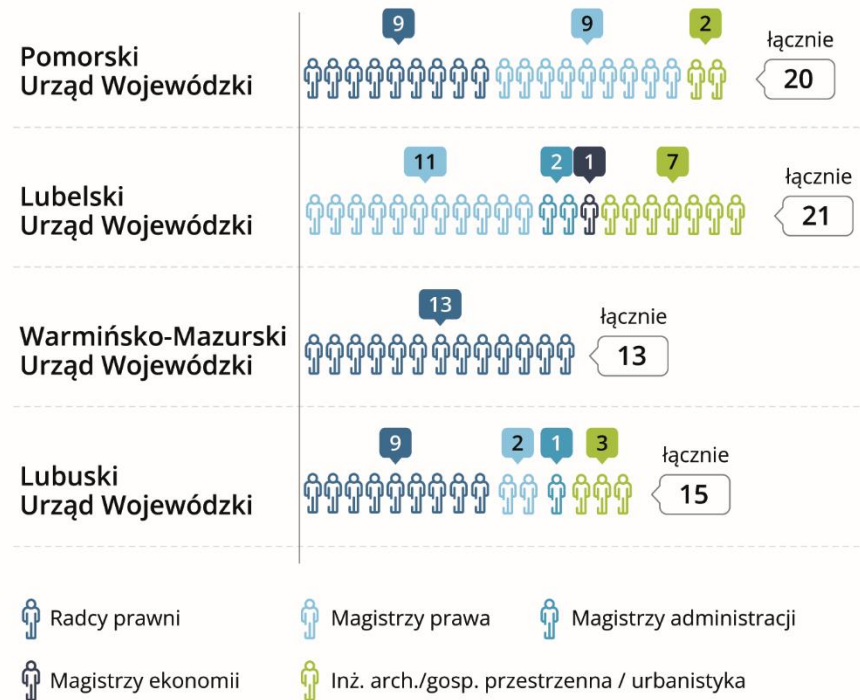 9 9 2
Pomorski
Urząd Wojewódzki
łącznie
20
11 2 1 7
Lubelski
Urząd Wojewódzki
łącznie
21
13
Warmińsko-Mazurski
Urząd Wojewódzki
łącznie
13
9 2 1 3
Lubuski
Urząd Wojewódzki
łącznie
15
Radcy prawni
Magistrzy prawa
Magistrzy administracji
Magistrzy ekonomii
Inż. arch./gosp. przestrzenna / urbanistyka